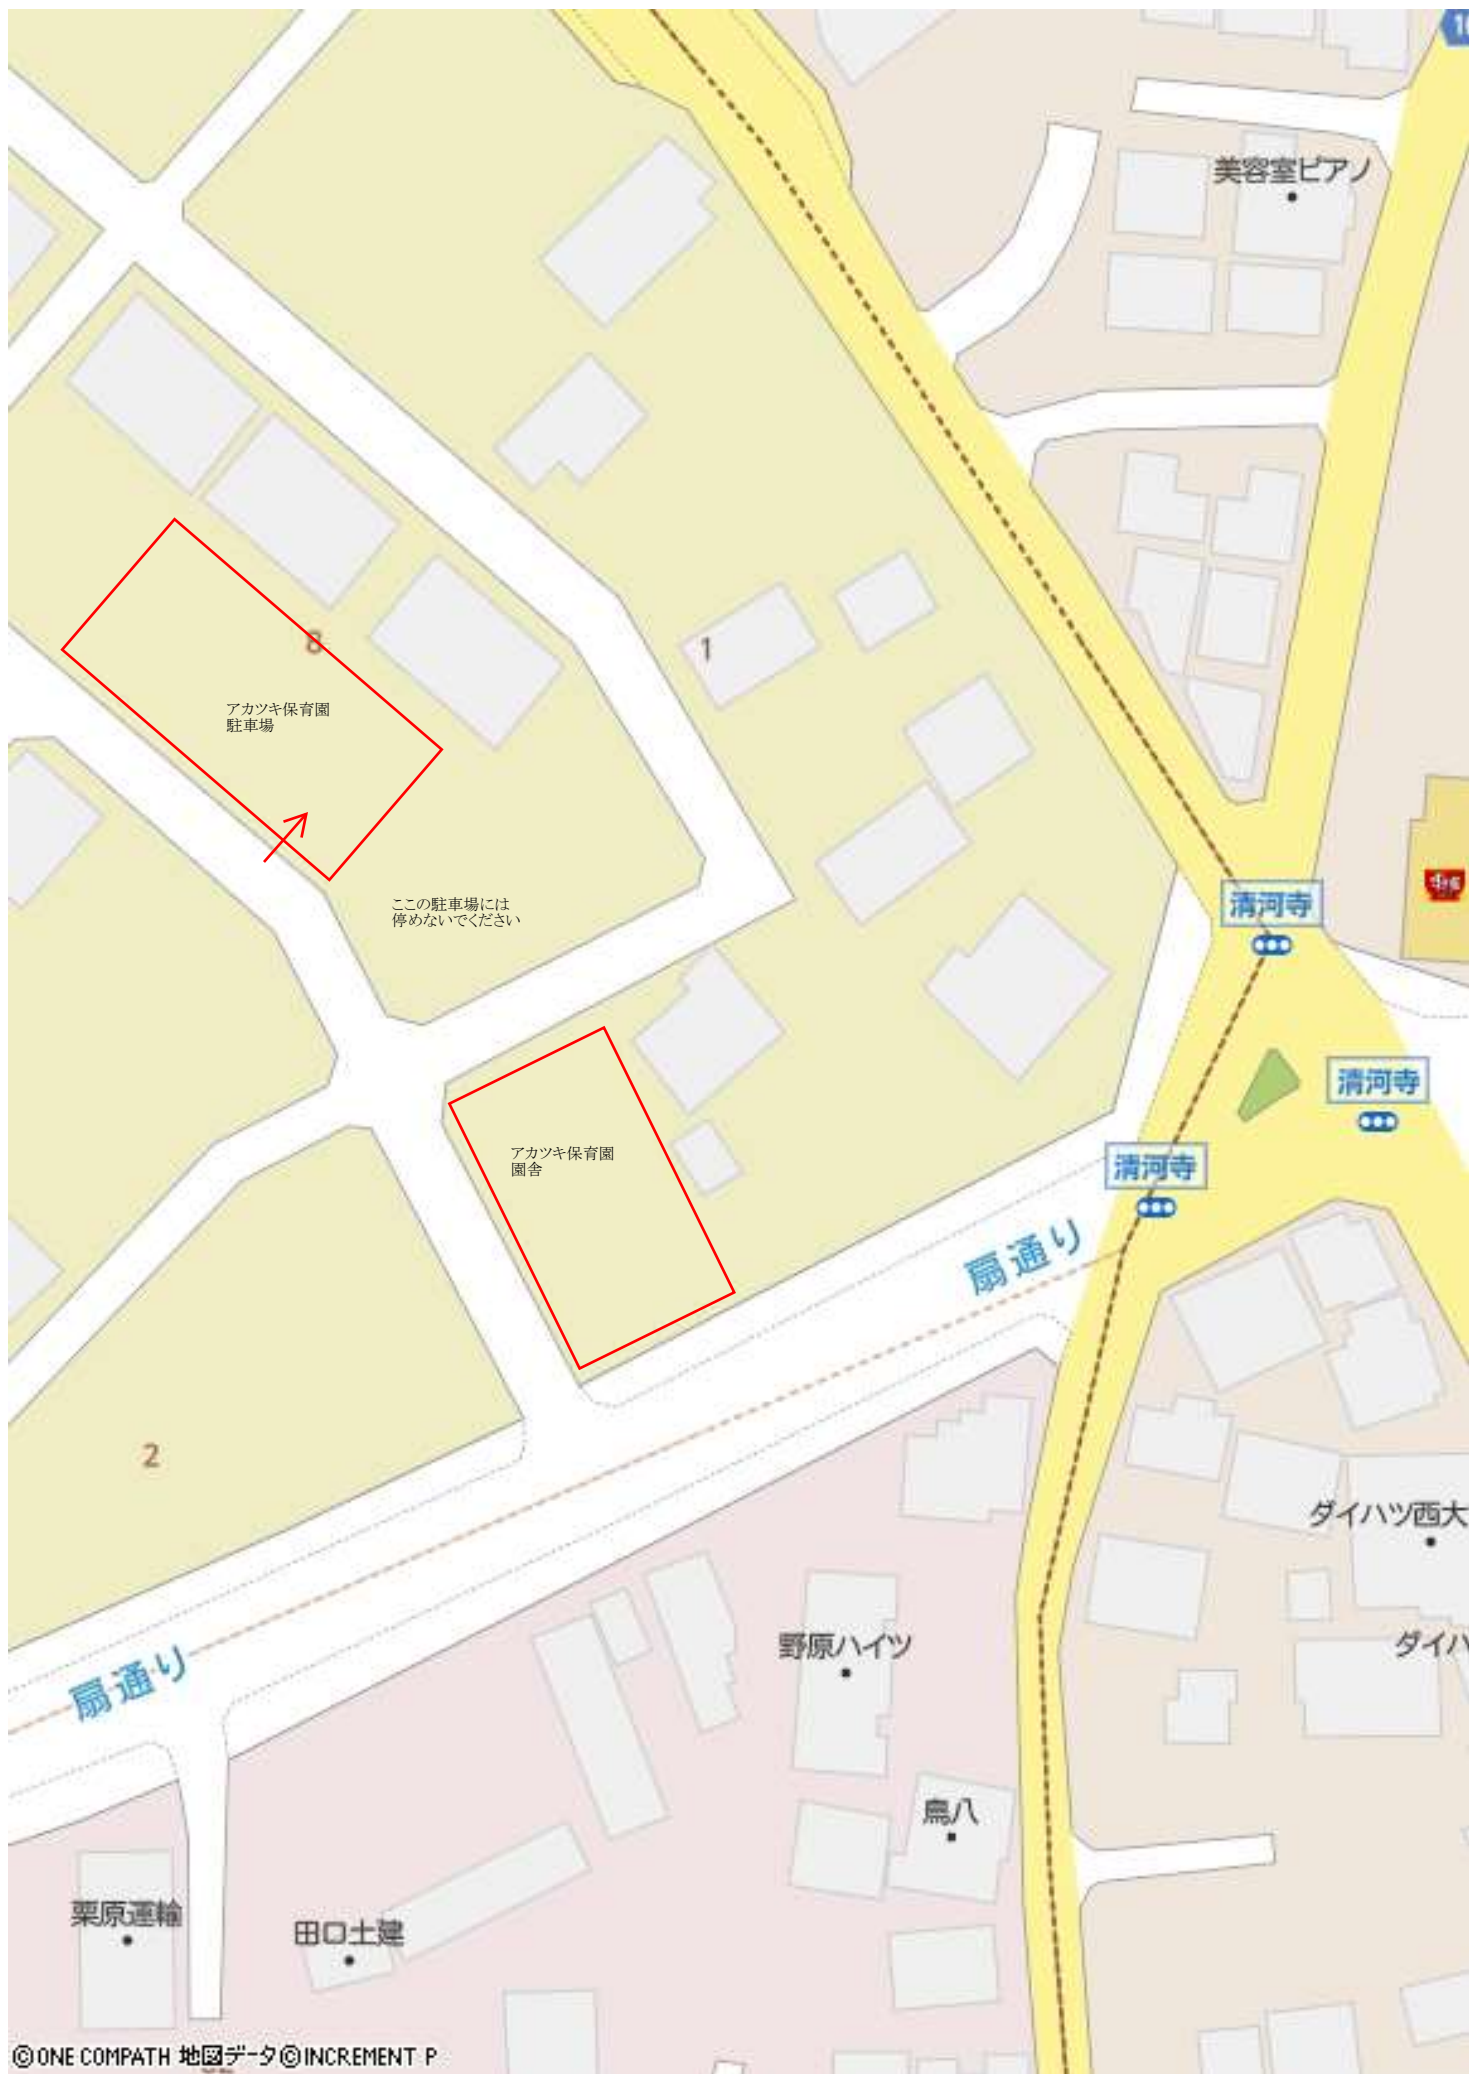 美容室ピアノ
8
1
アカツキ保育園
駐車場
すき家
清河寺
ここの駐車場には
停めないでください
清河寺
アカツキ保育園
園舎
清河寺
扇通り
2
ダイハツ西大
野原ハイツ
ダイハ
扇通り
鳥八
栗原運輸
田口土建
©ONE COMPATH 地図データ©INCREMENT P